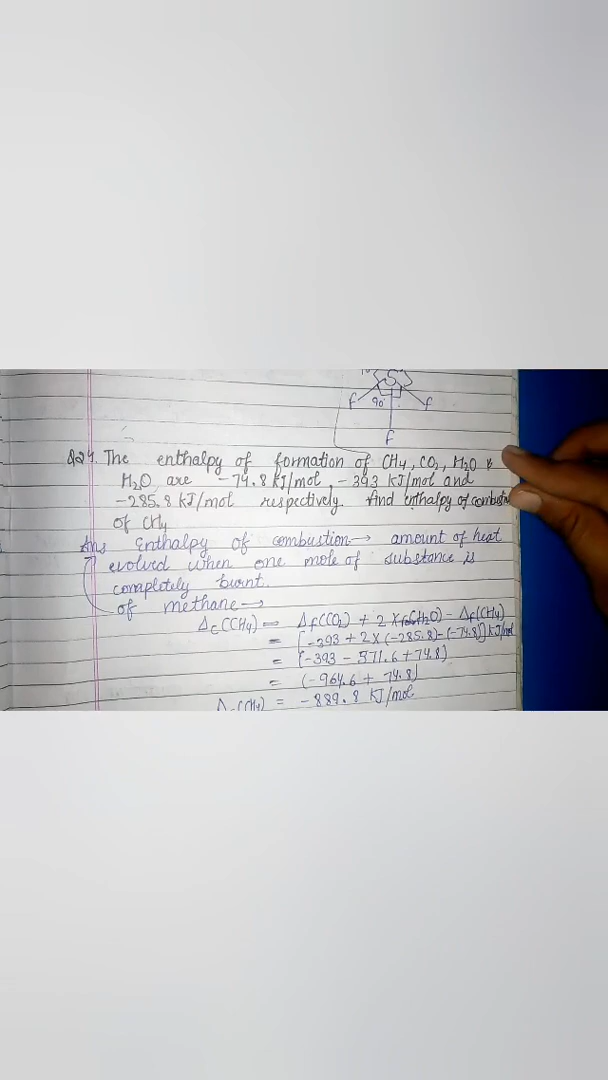 f 90° f
f
Q24. The enthalpy of formation of CH4, CO2, H2O &
H2O are -74.8 KJ/mol, -393 KJ/mol and
-285.8 KJ/mol respectively. find enthalpy of combustion
of CH4
Ans Enthalpy of combustion → amount of heat
evolved when one mole of substance is
completely burnt.
of methane →
Δc(CH4) = Δf(CO2) + 2 x (H2O) - Δf(CH4)
= [-393 + 2 x (-285.8) - (-74.8)] KJ/mol
= [-393 - 571.6 + 74.8)
= (-964.6 + 74.8)
Δc(CH4) = -889.8 KJ/mol